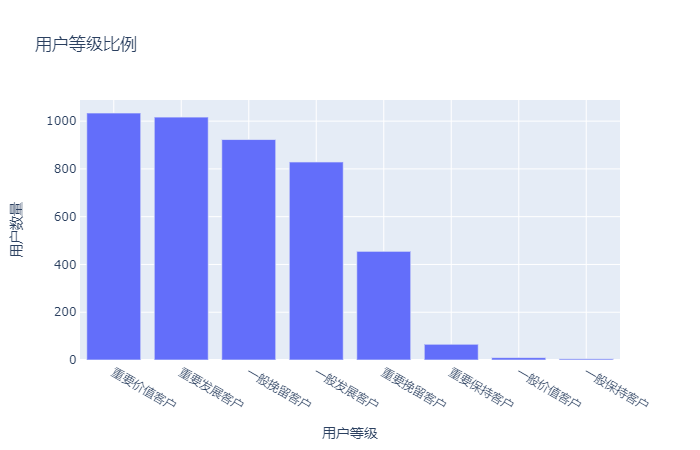 用户等级比例
用户数量
1000
800
600
400
200
0
重要价值客户
重要发展客户
一般挽留客户
一般发展客户
重要挽留客户
重要保持客户
一般价值客户
一般保持客户
用户等级